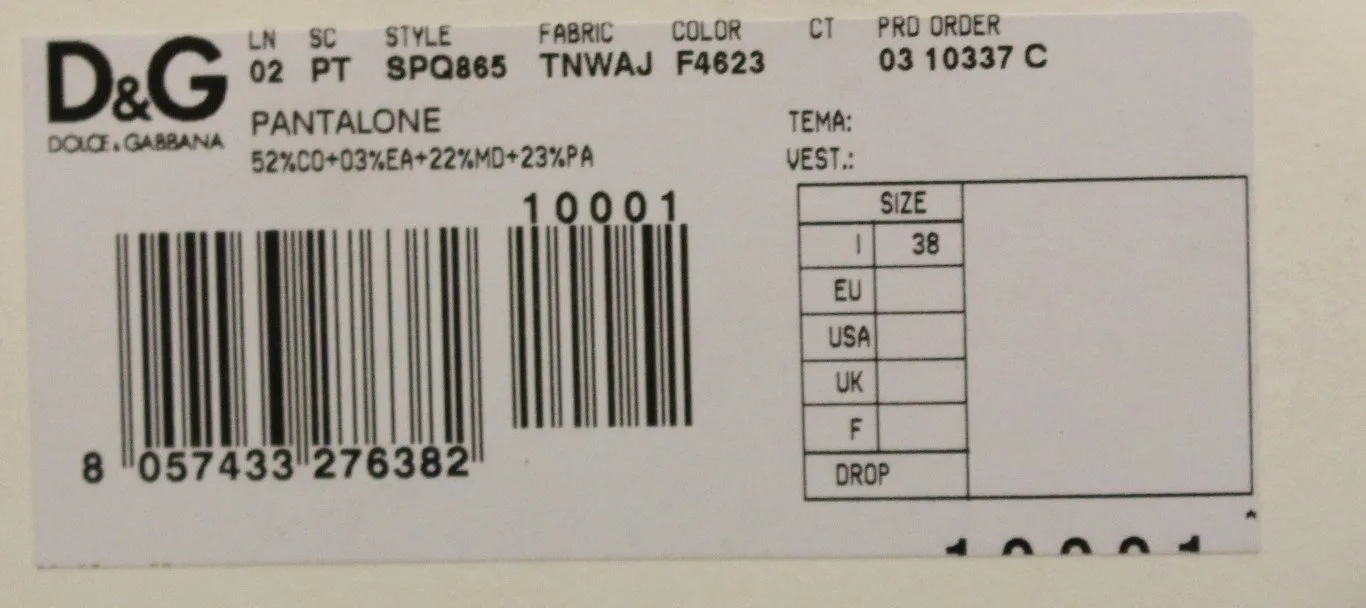 D&G
DOLCE & GABBANA
LN SC STYLE FABRIC COLOR CT PRD ORDER
02 PT SPQ865 TNWAJ F4623 03 10337 C
PANTALONE
52%CO+03%EA+22%MD+23%PA
TEMA:
VEST.:
10001
8 057433 276382
SIZE
I 38
EU
USA
UK
F
DROP